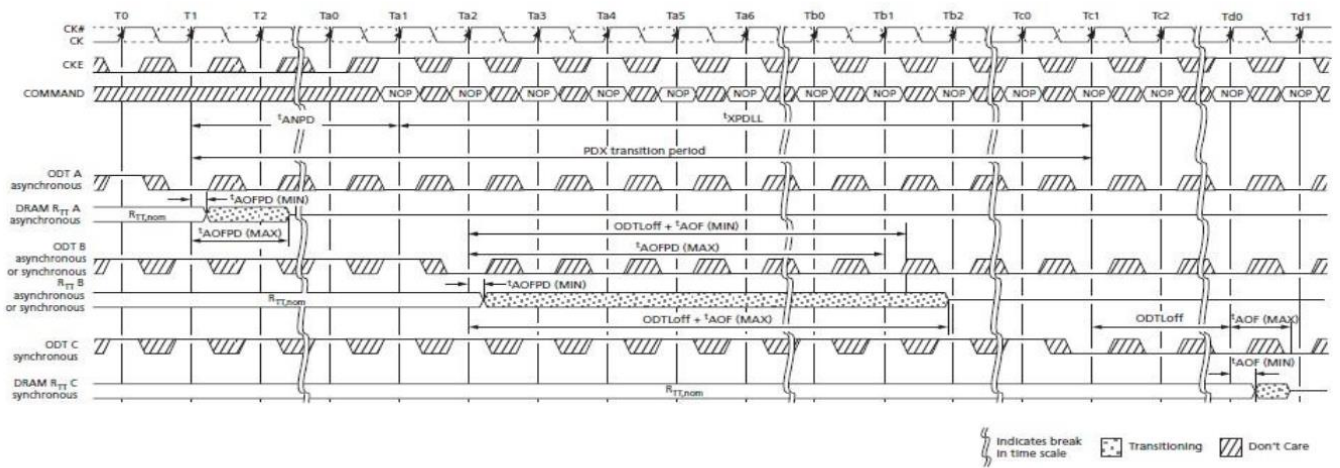 T0 T1 T2 Ta0 Ta1 Ta2 Ta3 Ta4 Ta5 Ta6 Tb0 Tb1 Tb2 Tc0 Tc1 Tc2 Td0 Td1
CK#
CK
CKE
COMMAND NOP NOP NOP NOP NOP NOP NOP NOP NOP NOP NOP NOP NOP NOP
tANPD tXPDLL
PDX transition period
ODT A
asynchronous
tAOFPD (MIN)
DRAM RTT A
asynchronous
RTT,nom
tAOFPD (MAX)
ODTLoff + tAOF (MIN)
tAOFPD (MAX)
ODT B
asynchronous
or synchronous
tAOFPD (MIN)
RTT B
asynchronous
or synchronous
RTT,nom
ODTLoff + tAOF (MAX)
ODTLoff tAOF (MAX)
ODT C
synchronous
tAOF (MIN)
DRAM RTT C
synchronous
RTT,nom
Indicates break
in time scale
Transitioning
Don't Care